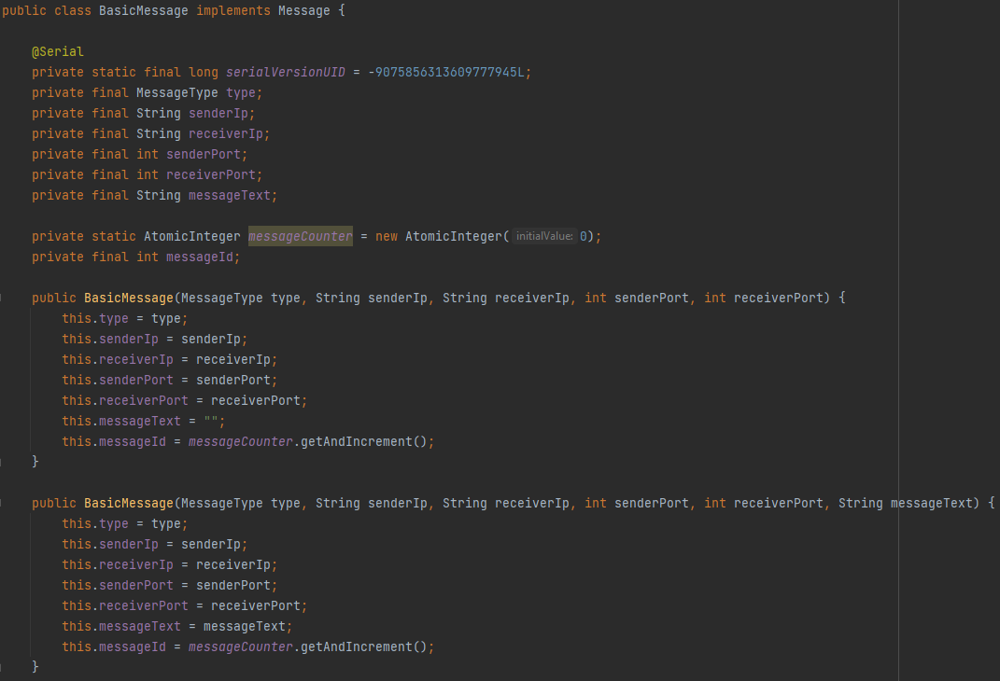 public class BasicMessage implements Message {
@Serial
private static final long serialVersionUID = -9075856313609777945L;
private final MessageType type;
private final String senderIp;
private final String receiverIp;
private final int senderPort;
private final int receiverPort;
private final String messageText;
private static AtomicInteger messageCounter = new AtomicInteger( initialValue: 0);
private final int messageId;
public BasicMessage(MessageType type, String senderIp, String receiverIp, int senderPort, int receiverPort) {
this.type = type;
this.senderIp = senderIp;
this.receiverIp = receiverIp;
this.senderPort = senderPort;
this.receiverPort = receiverPort;
this.messageText = "";
this.messageId = messageCounter.getAndIncrement();
}
public BasicMessage(MessageType type, String senderIp, String receiverIp, int senderPort, int receiverPort, String messageText) {
this.type = type;
this.senderIp = senderIp;
this.receiverIp = receiverIp;
this.senderPort = senderPort;
this.receiverPort = receiverPort;
this.messageText = messageText;
this.messageId = messageCounter.getAndIncrement();
}